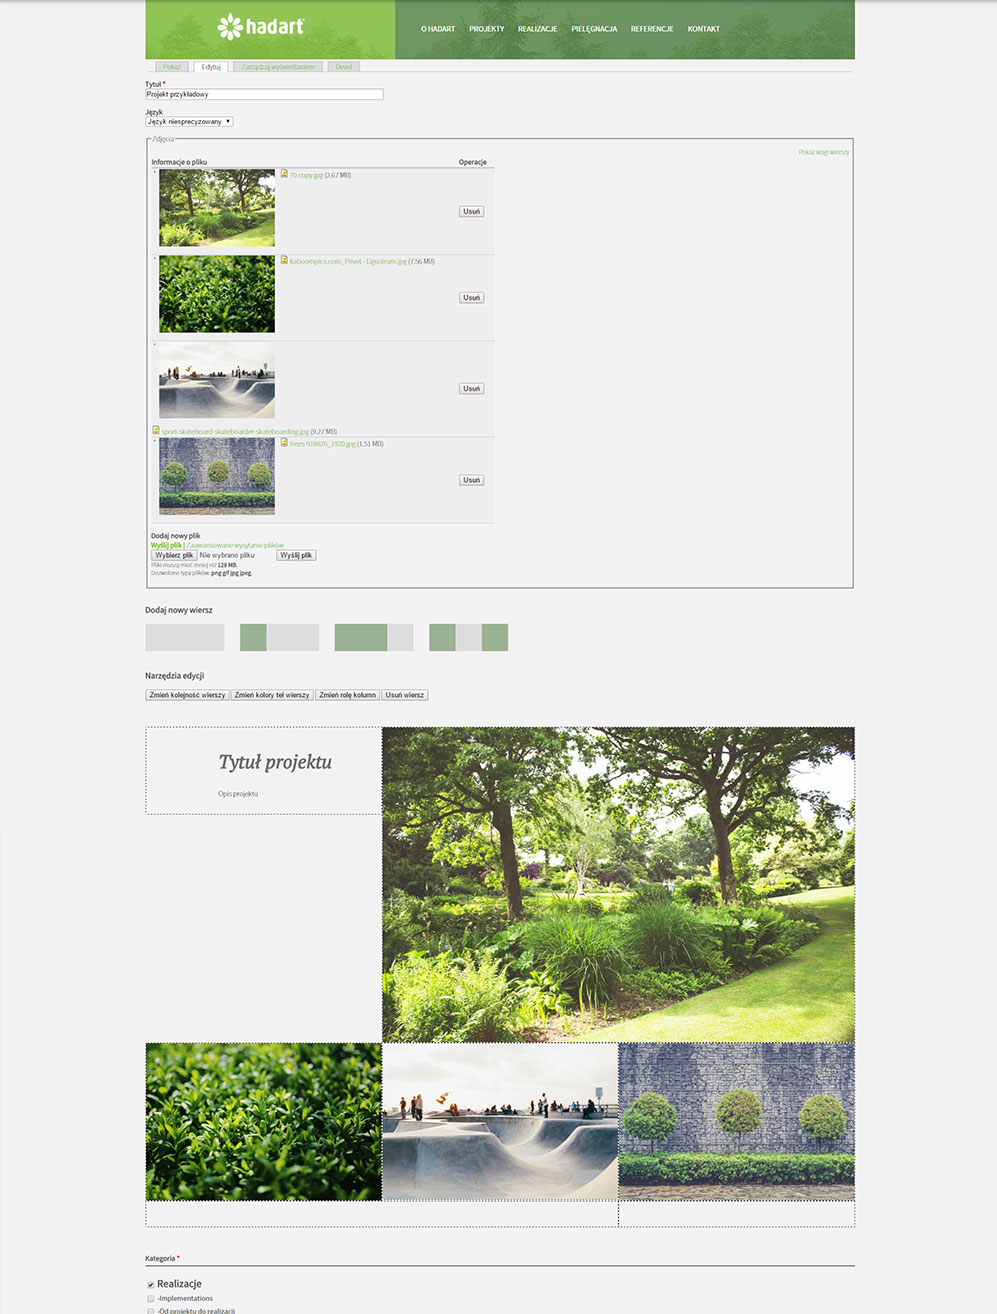 hadart
O HADART PROJEKTY REALIZACJE PIELĘGNACJA REFERENCJE KONTAKT
Pokaż Edytuj Zarządzaj wyświetlaniem Devel
Tytuł *
Projekt przykładowy
Język
Język niesprecyzowany
Zdjęcia
Pokaż wagi wierszy
Informacje o pliku Operacje
70 copy.jpg (2.67 MB)
Usuń
kaboompics.com_Privet - Ligustrum.jpg (7.56 MB)
Usuń
Usuń
sport-skateboard-skateboarder-skateboarding.jpg (9.27 MB)
trees-918826_1920.jpg (1.51 MB)
Usuń
Dodaj nowy plik
Wyślij plik | Zaawansowane wysyłanie plików
Wybierz plik Nie wybrano pliku Wyślij plik
Pliki muszą mieć mniej niż 128 MB.
Dozwolone typy plików: png gif jpg jpeg.
Dodaj nowy wiersz
Narzędzia edycji
Zmień kolejność wierszy Zmień kolory teł wierszy Zmień rolę kolumn Usuń wiersz
Tytuł projektu
Opis projektu
Kategoria *
Realizacje
-Implementations
-Od projektu do realizacji